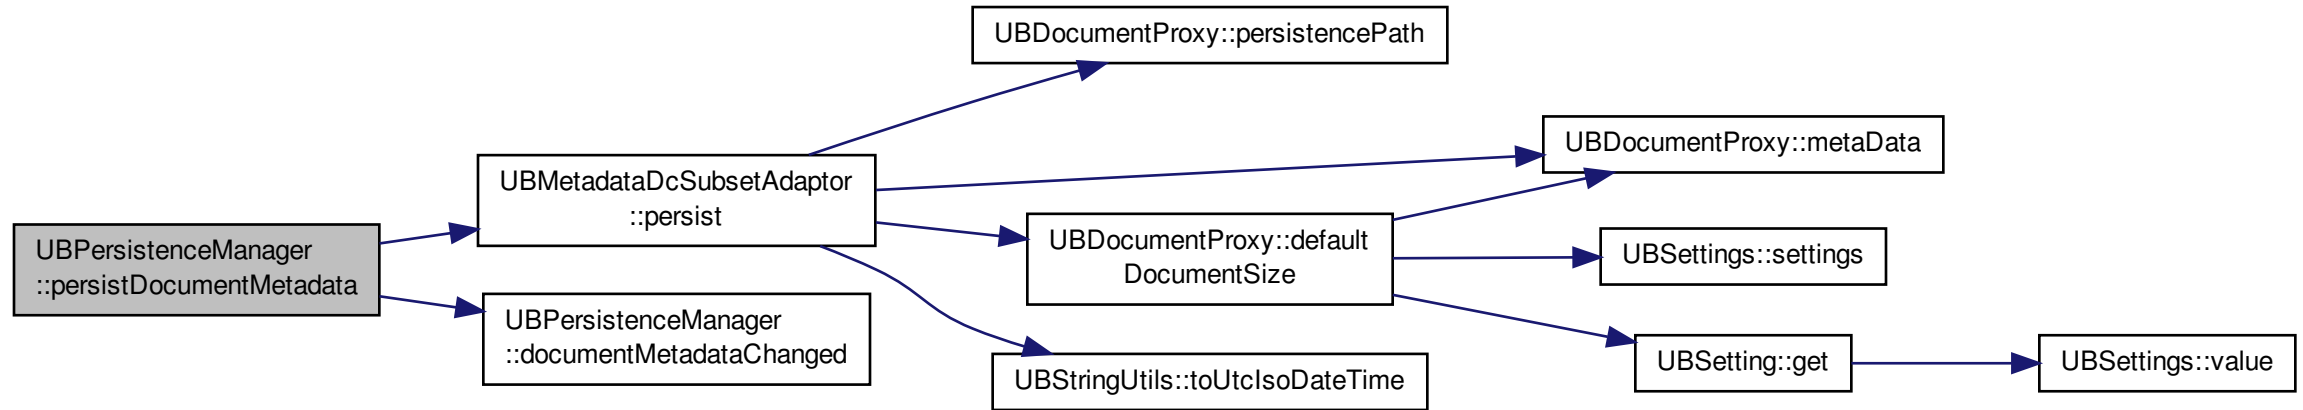 UBPersistenceManager
::persistDocumentMetadata
UBMetadataDcSubsetAdaptor
::persist
UBPersistenceManager
::documentMetadataChanged
UBDocumentProxy::persistencePath
UBDocumentProxy::default
DocumentSize
UBStringUtils::toUtcIsoDateTime
UBDocumentProxy::metaData
UBSettings::settings
UBSetting::get
UBSettings::value